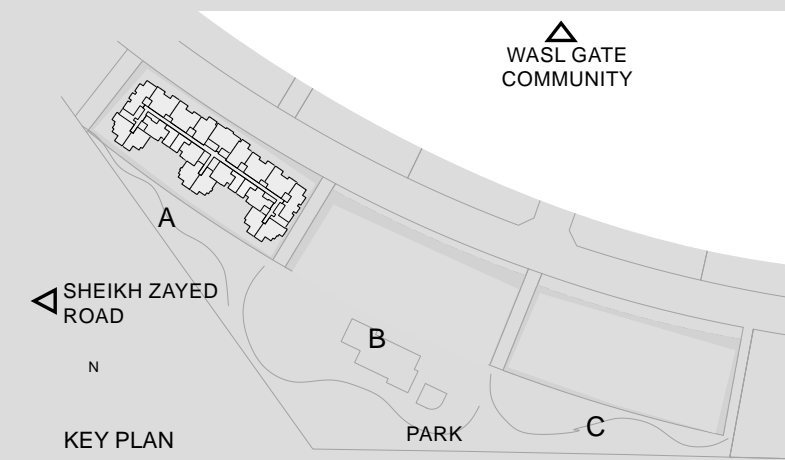 WASL GATE
COMMUNITY
A
SHEIKH ZAYED
ROAD
B
N
C
PARK
KEY PLAN